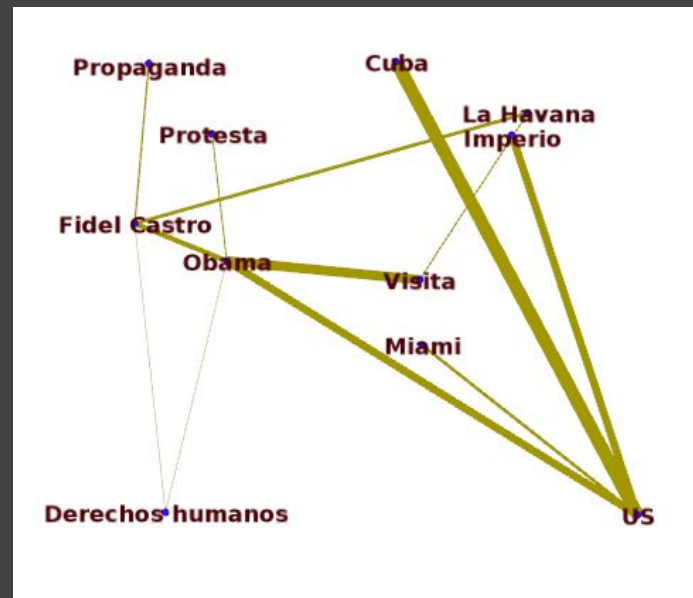 Propaganda
Cuba
La Havana
Protesta
Imperio
Fidel Castro
Obama
Visita
Miami
Derechos humanos
US